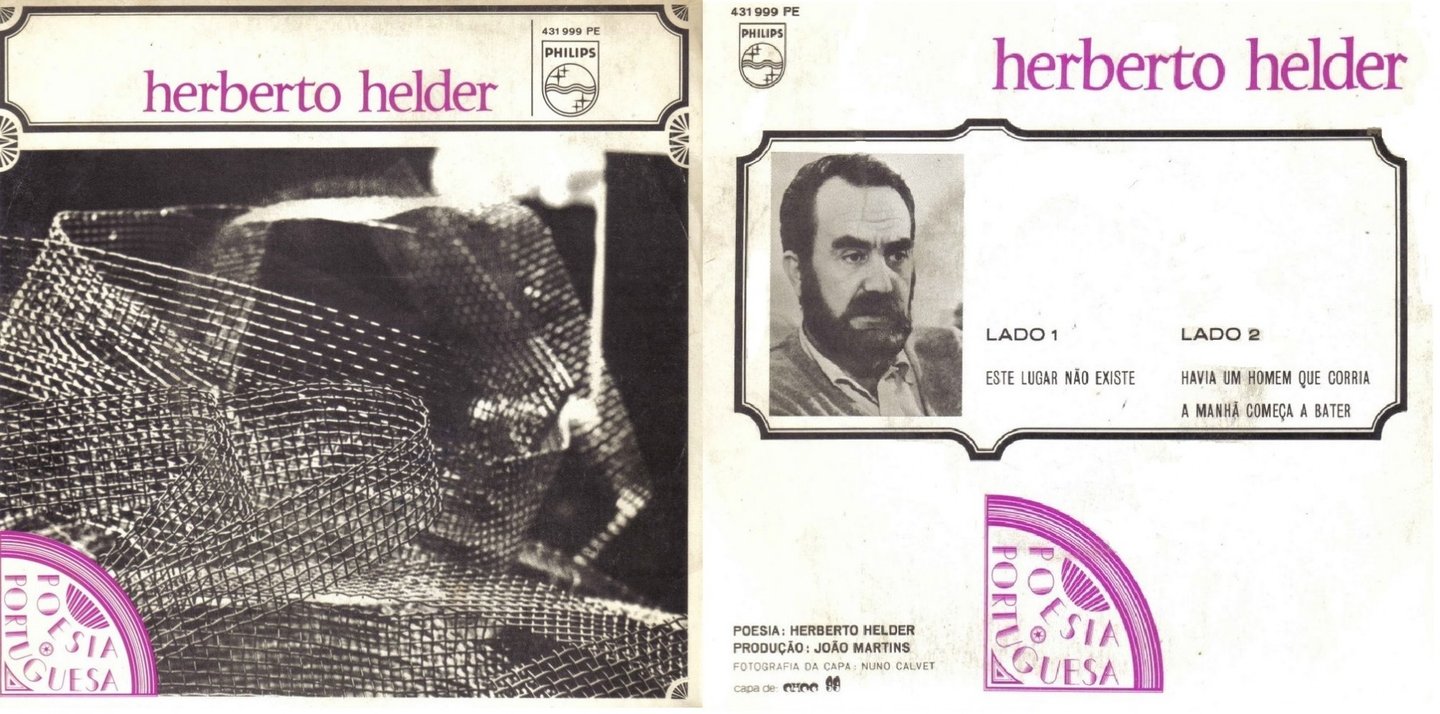 431 999 PE
PHILIPS
herberto helder
POESIA
PORTUGUESA
431 999 PE
PHILIPS
herberto helder
LADO 1
ESTE LUGAR NÃO EXISTE
LADO 2
HAVIA UM HOMEM QUE CORRIA
A MANHÃ COMEÇA A BATER
POESIA
PORTUGUESA
POESIA: HERBERTO HELDER
PRODUÇÃO: JOÃO MARTINS
FOTOGRAFIA DA CAPA: NUNO CALVET
capa de: